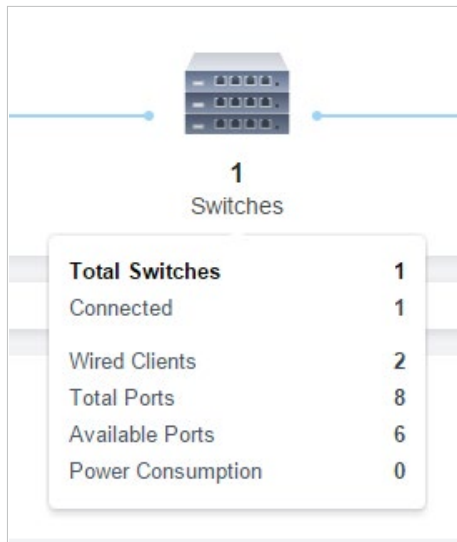 1
Switches
Total Switches 1
Connected 1
Wired Clients 2
Total Ports 8
Available Ports 6
Power Consumption 0